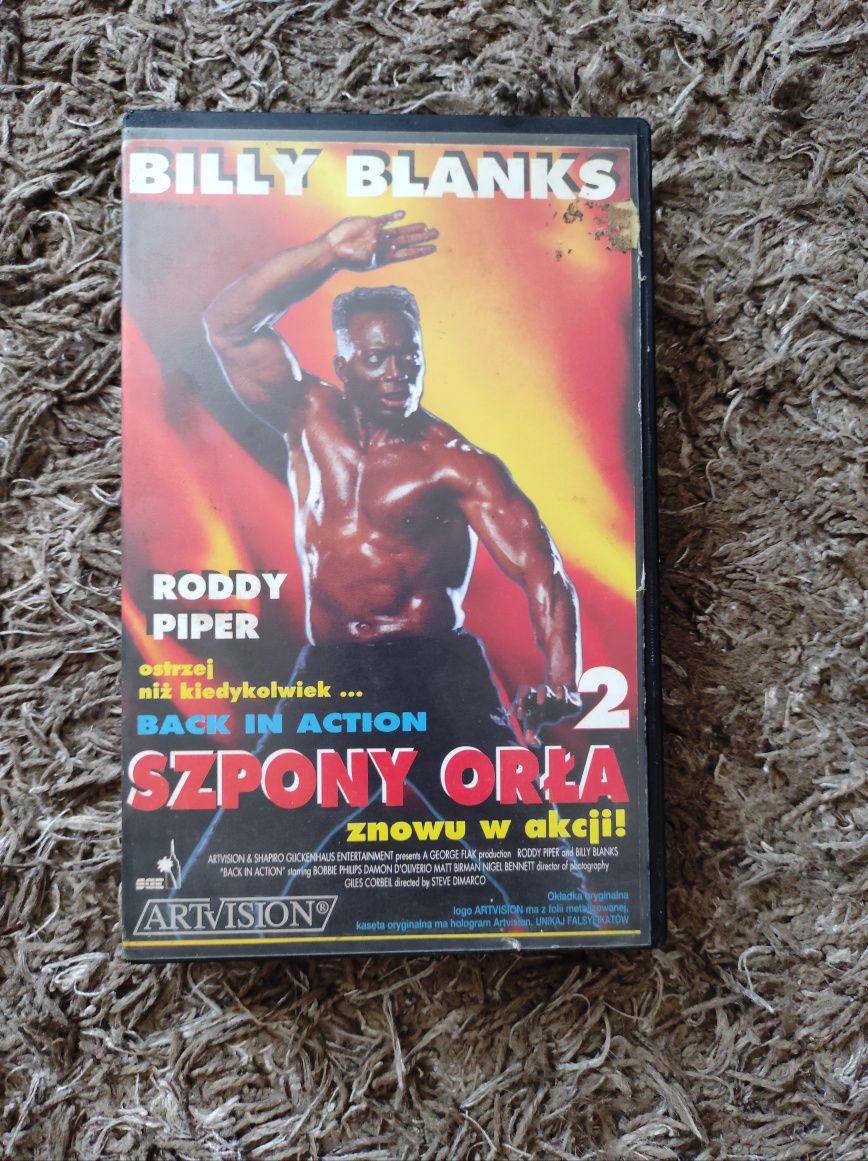 BILLY BLANKS
RODDY
PIPER
ostrzej
niż kiedykolwiek ...
BACK IN ACTION
2
SZPONY ORŁA
znowu w akcji!
ARTVISION & SHAPIRO GLICKENHAUS ENTERTAINMENT presents A GEORGE FLAK production RODDY PIPER and BILLY BLANKS
"BACK IN ACTION" starring BOBBIE PHILIPS DAMON D'OLIVERIO MATT BIRMAN NIGEL BENNETT director of photography
GILES CORBEIL directed by STEVE DIMARCO
SGE
ARTVISION®
Okładka oryginalna
logo ARTVISION ma z folii metalizowanej,
kaseta oryginalna ma hologram Artvision. UNIKAJ FALSYFIKATÓW